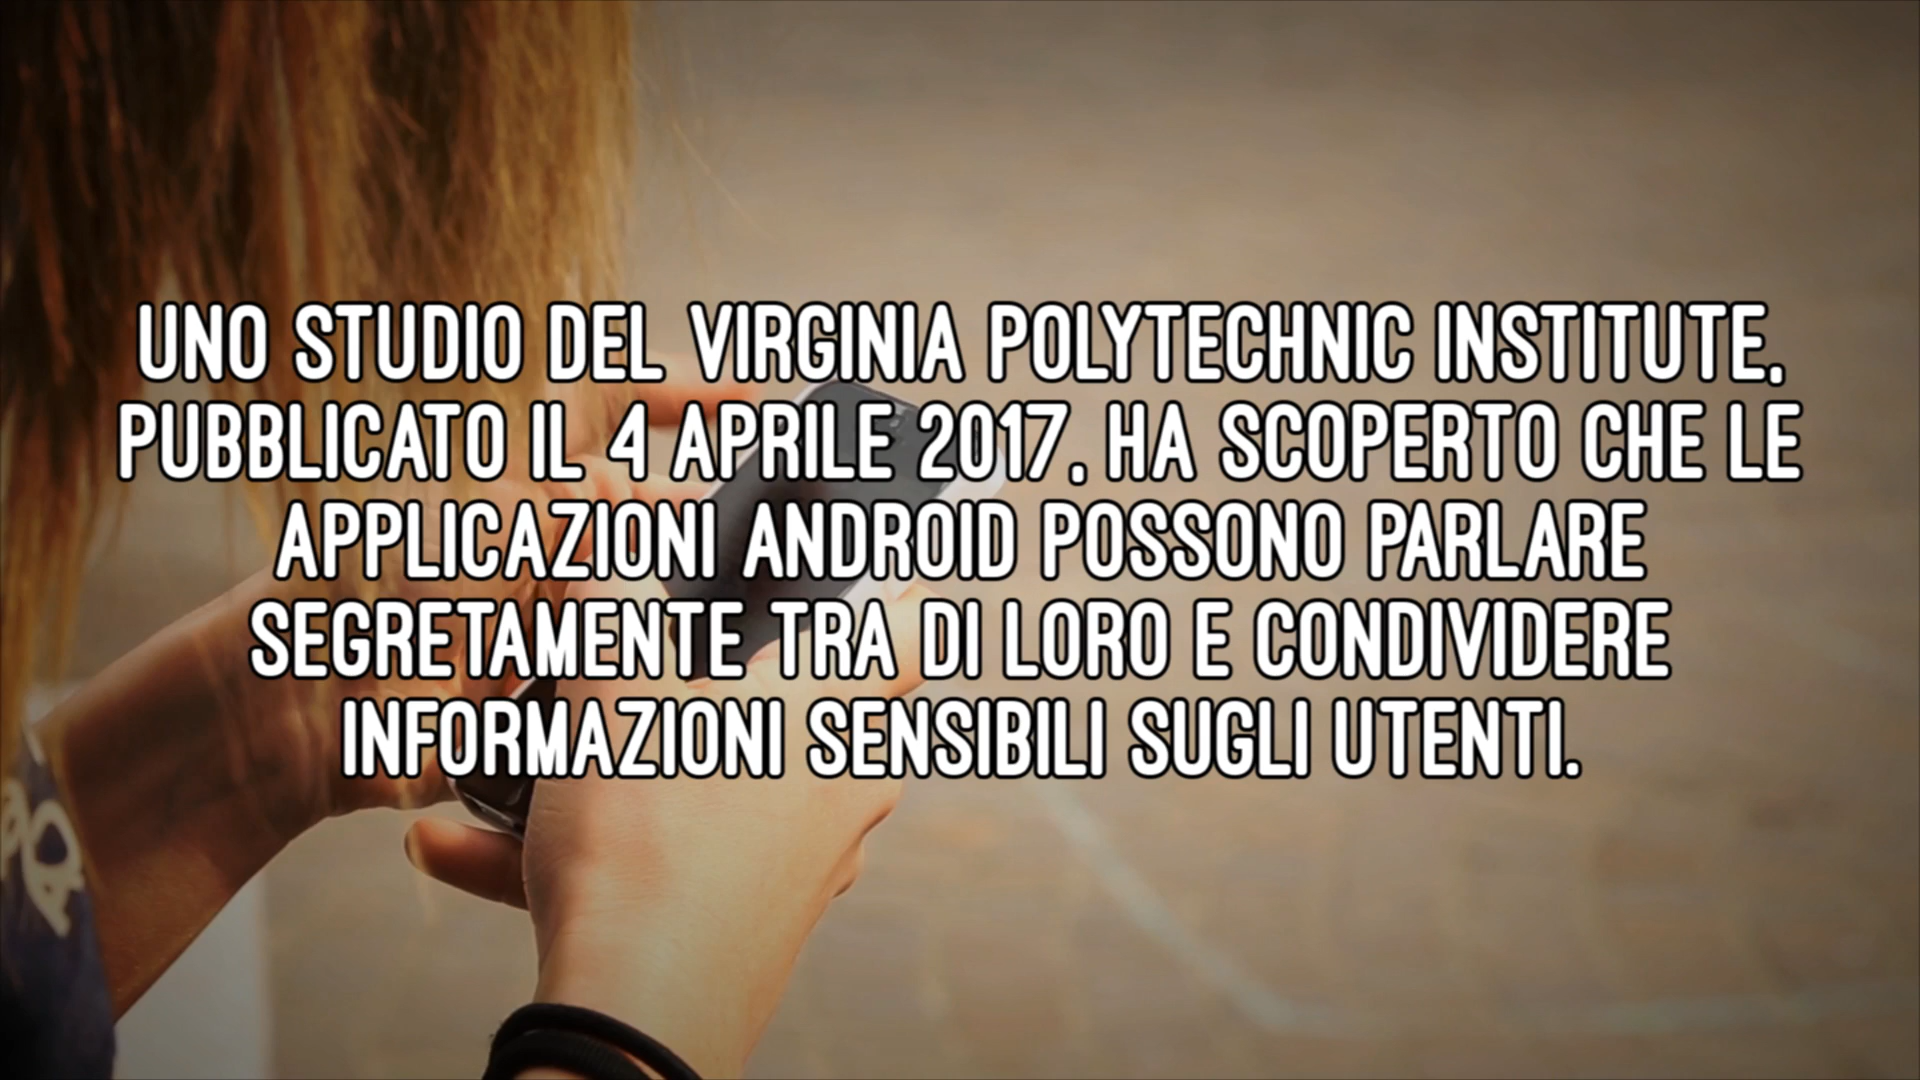 UNO STUDIO DEL VIRGINIA POLYTECHNIC INSTITUTE,
PUBBLICATO IL 4 APRILE 2017, HA SCOPERTO CHE LE
APPLICAZIONI ANDROID POSSONO PARLARE
SEGRETAMENTE TRA DI LORO E CONDIVIDERE
INFORMAZIONI SENSIBILI SUGLI UTENTI.